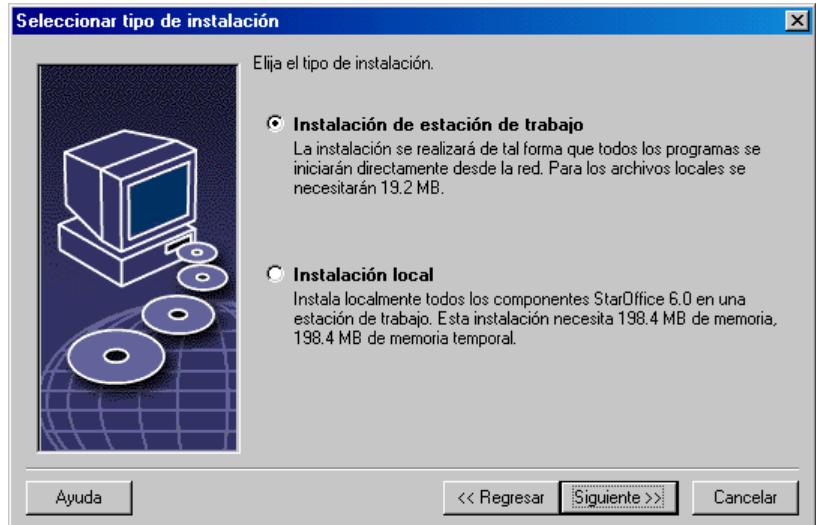 Seleccionar tipo de instalación
Elija el tipo de instalación.
Instalación de estación de trabajo
La instalación se realizará de tal forma que todos los programas se
iniciarán directamente desde la red. Para los archivos locales se
necesitarán 19.2 MB.
Instalación local
Instala localmente todos los componentes StarOffice 6.0 en una
estación de trabajo. Esta instalación necesita 198.4 MB de memoria,
198.4 MB de memoria temporal.
Ayuda
<< Regresar
Siguiente >>
Cancelar